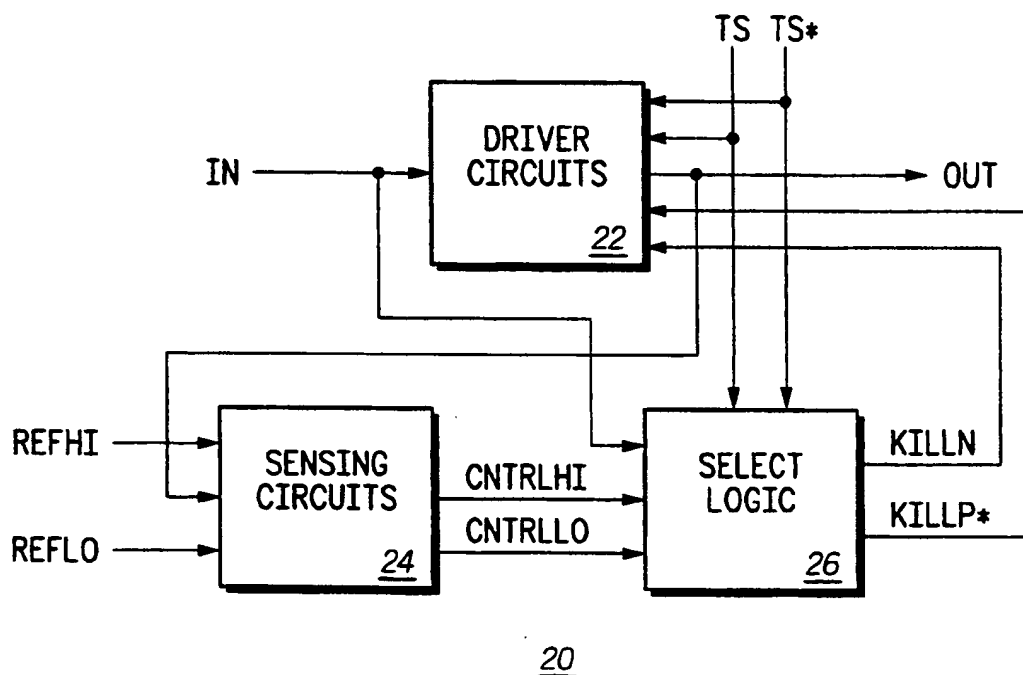 TS TS*
DRIVER
CIRCUITS
22
IN
OUT
REFHI
REFLO
SENSING
CIRCUITS
24
CNTRLHI
CNTRLLO
SELECT
LOGIC
26
KILLN
KILLP*
20